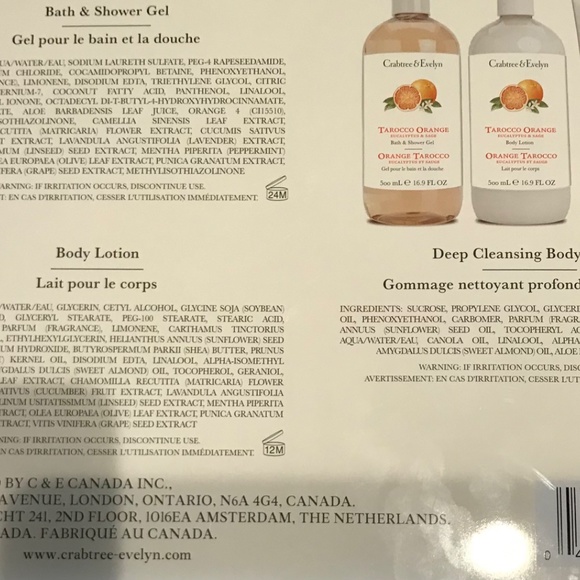 Bath & Shower Gel
Gel pour le bain et la douche
UA/WATER/EAU, SODIUM LAURETH SULFATE, PEG-4 RAPESEEDAMIDE,
UM CHLORIDE, COCAMIDOPROPYL BETAINE, PHENOXYETHANOL,
NCE), LIMONENE, DISODIUM EDTA, TRIETHYLENE GLYCOL, CITRIC
ERNIUM-7, COCONUT FATTY ACID, PANTHENOL, LINALOOL,
L IONONE, OCTADECYL DI-T-BUTYL-4-HYDROXYHYDROCINNAMATE,
TE, ALOE BARBADENSIS LEAF JUICE, ORANGE 4 (CI15510),
SOTHIAZOLINONE, CAMELLIA SINENSIS LEAF EXTRACT,
CUTITA (MATRICARIA) FLOWER EXTRACT, CUCUMIS SATIVUS
T EXTRACT, LAVANDULA ANGUSTIFOLIA (LAVENDER) EXTRACT,
IMUM (LINSEED) SEED EXTRACT, MENTHA PIPERITA (PEPPERMINT)
OLEA EUROPAEA (OLIVE) LEAF EXTRACT, PUNICA GRANATUM EXTRACT,
FERA (GRAPE) SEED EXTRACT, METHYLISOTHIAZOLINONE.
ARNING: IF IRRITATION OCCURS, DISCONTINUE USE.
T: EN CAS D'IRRITATION, CESSER L'UTILISATION IMMÉDIATEMENT.
24M
Crabtree & Evelyn
TAROCCO ORANGE
EUCALYPTUS & SAGE
Bath & Shower Gel
ORANGE TAROCCO
EUCALYPTUS ET SAUGE
Gel pour le bain et la douche
500 mL ℮ 16.9 FL OZ
Crabtree & Evelyn
TAROCCO ORANGE
EUCALYPTUS & SAGE
Body Lotion
ORANGE TAROCCO
EUCALYPTUS ET SAUGE
Lait pour le corps
500 mL ℮ 16.9 FL OZ
Body Lotion
Lait pour le corps
/WATER/EAU, GLYCERIN, CETYL ALCOHOL, GLYCINE SOJA (SOYBEAN)
D, GLYCERYL STEARATE, PEG-100 STEARATE, STEARIC ACID,
PARFUM (FRAGRANCE), LIMONENE, CARTHAMUS TINCTORIUS
L, ETHYLHEXYLGLYCERIN, HELIANTHUS ANNUUS (SUNFLOWER) SEED
UM HYDROXIDE, BUTYROSPERMUM PARKII (SHEA) BUTTER, PRUNUS
T) KERNEL OIL, DISODIUM EDTA, LINALOOL, ALPHA-ISOMETHYL
YGDALUS DULCIS (SWEET ALMOND) OIL, TOCOPHEROL, GERANIOL,
LEAF EXTRACT, CHAMOMILLA RECUTITA (MATRICARIA) FLOWER
ATIVUS (CUCUMBER) FRUIT EXTRACT, LAVANDULA ANGUSTIFOLIA
LINUM USITATISSIMUM (LINSEED) SEED EXTRACT, MENTHA PIPERITA
EXTRACT, OLEA EUROPAEA (OLIVE) LEAF EXTRACT, PUNICA GRANATUM
EXTRACT, VITIS VINIFERA (GRAPE) SEED EXTRACT
NING: IF IRRITATION OCCURS, DISCONTINUE USE.
EN CAS D'IRRITATION, CESSER L'UTILISATION IMMÉDIATEMENT.
12M
Deep Cleansing Body
Gommage nettoyant profond
INGREDIENTS: SUCROSE, PROPYLENE GLYCOL, GLYCER
OIL, PHENOXYETHANOL, CARBOMER, PARFUM (FRAG
ANNUUS (SUNFLOWER) SEED OIL, TOCOPHERYL AC
AQUA/WATER/EAU, CANOLA OIL, LINALOOL, ALPHA
AMYGDALUS DULCIS (SWEET ALMOND) OIL, ALOE
WARNING: IF IRRITATION OCCURS, DISC
AVERTISSEMENT: EN CAS D'IRRITATION, CESSER L'UT
BY C & E CANADA INC.,
AVENUE, LONDON, ONTARIO, N6A 4G4, CANADA.
CHT 241, 2ND FLOOR, 1016EA AMSTERDAM, THE NETHERLANDS.
ADA. FABRIQUÉ AU CANADA.
www.crabtree-evelyn.com
0